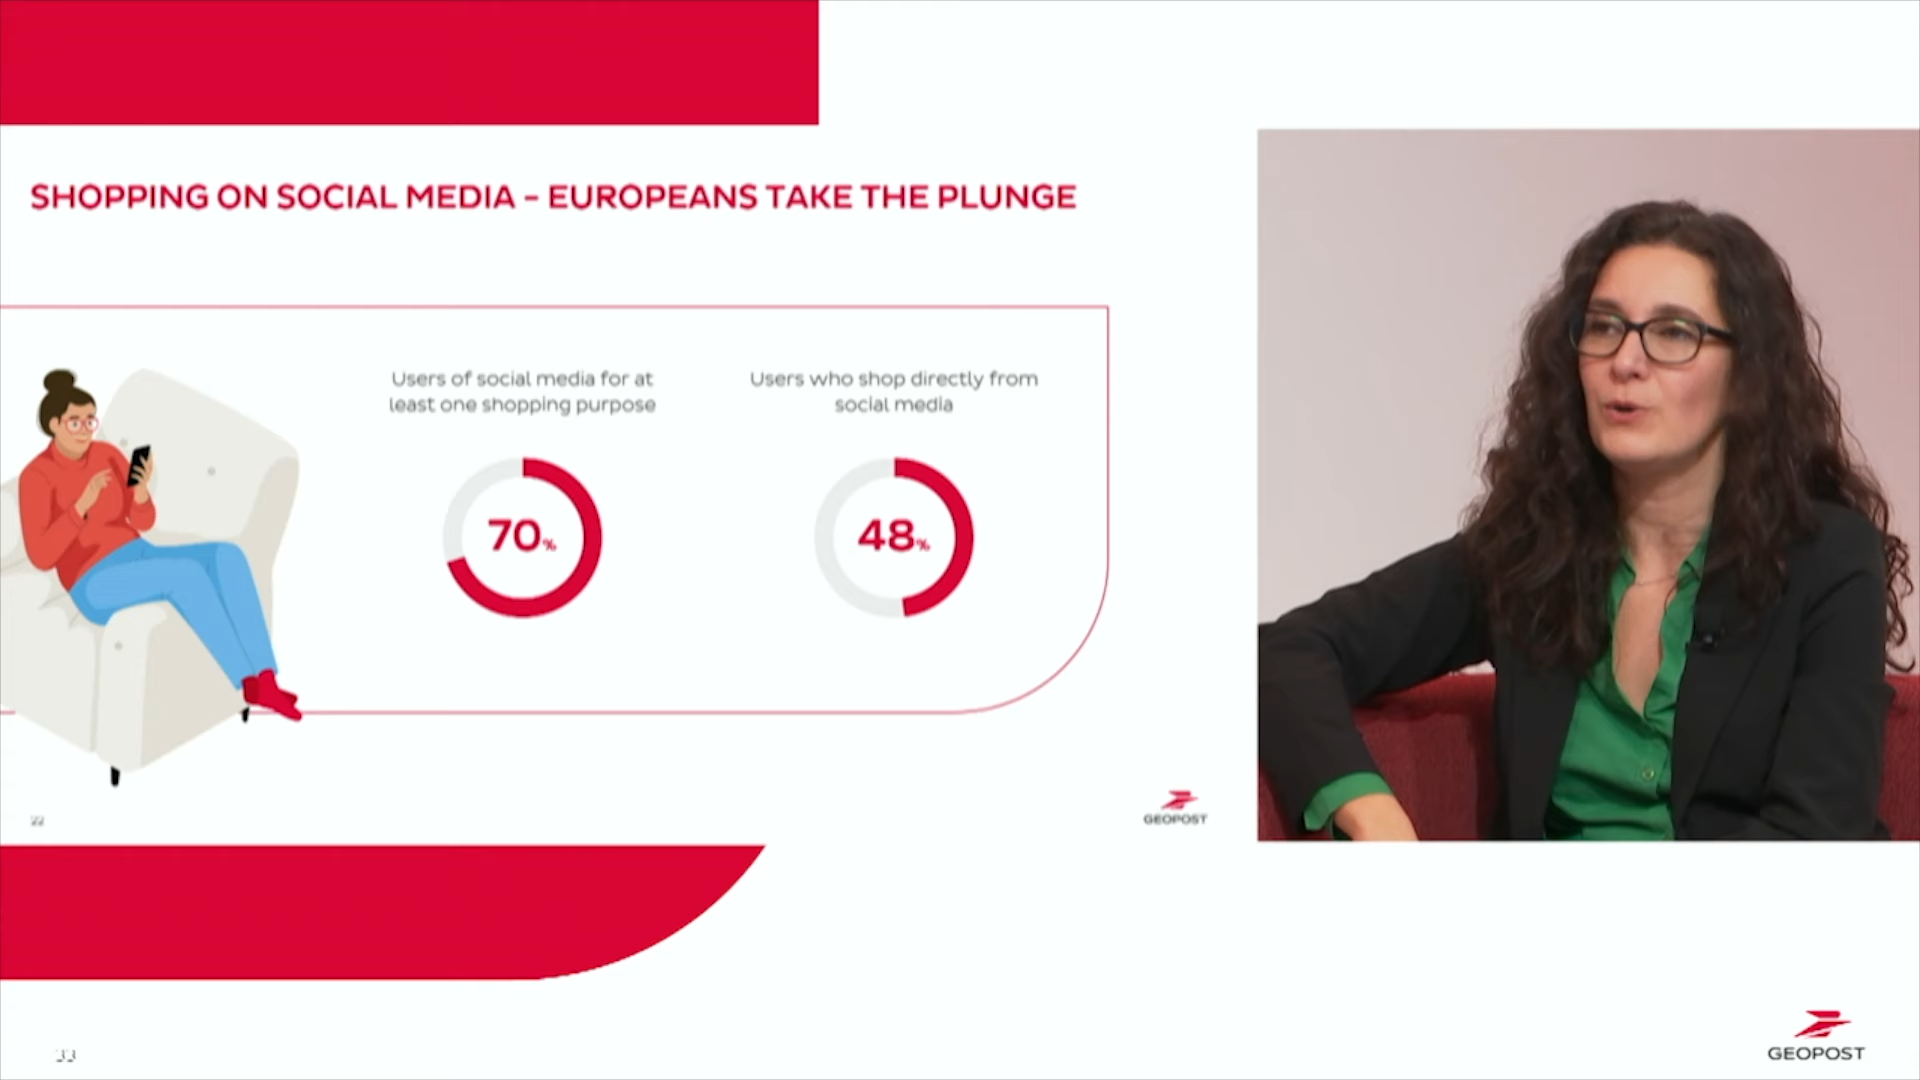 SHOPPING ON SOCIAL MEDIA – EUROPEANS TAKE THE PLUNGE
Users of social media for at
least one shopping purpose
Users who shop directly from
social media
70%
48%
22
GEOPOST
GEOPOST